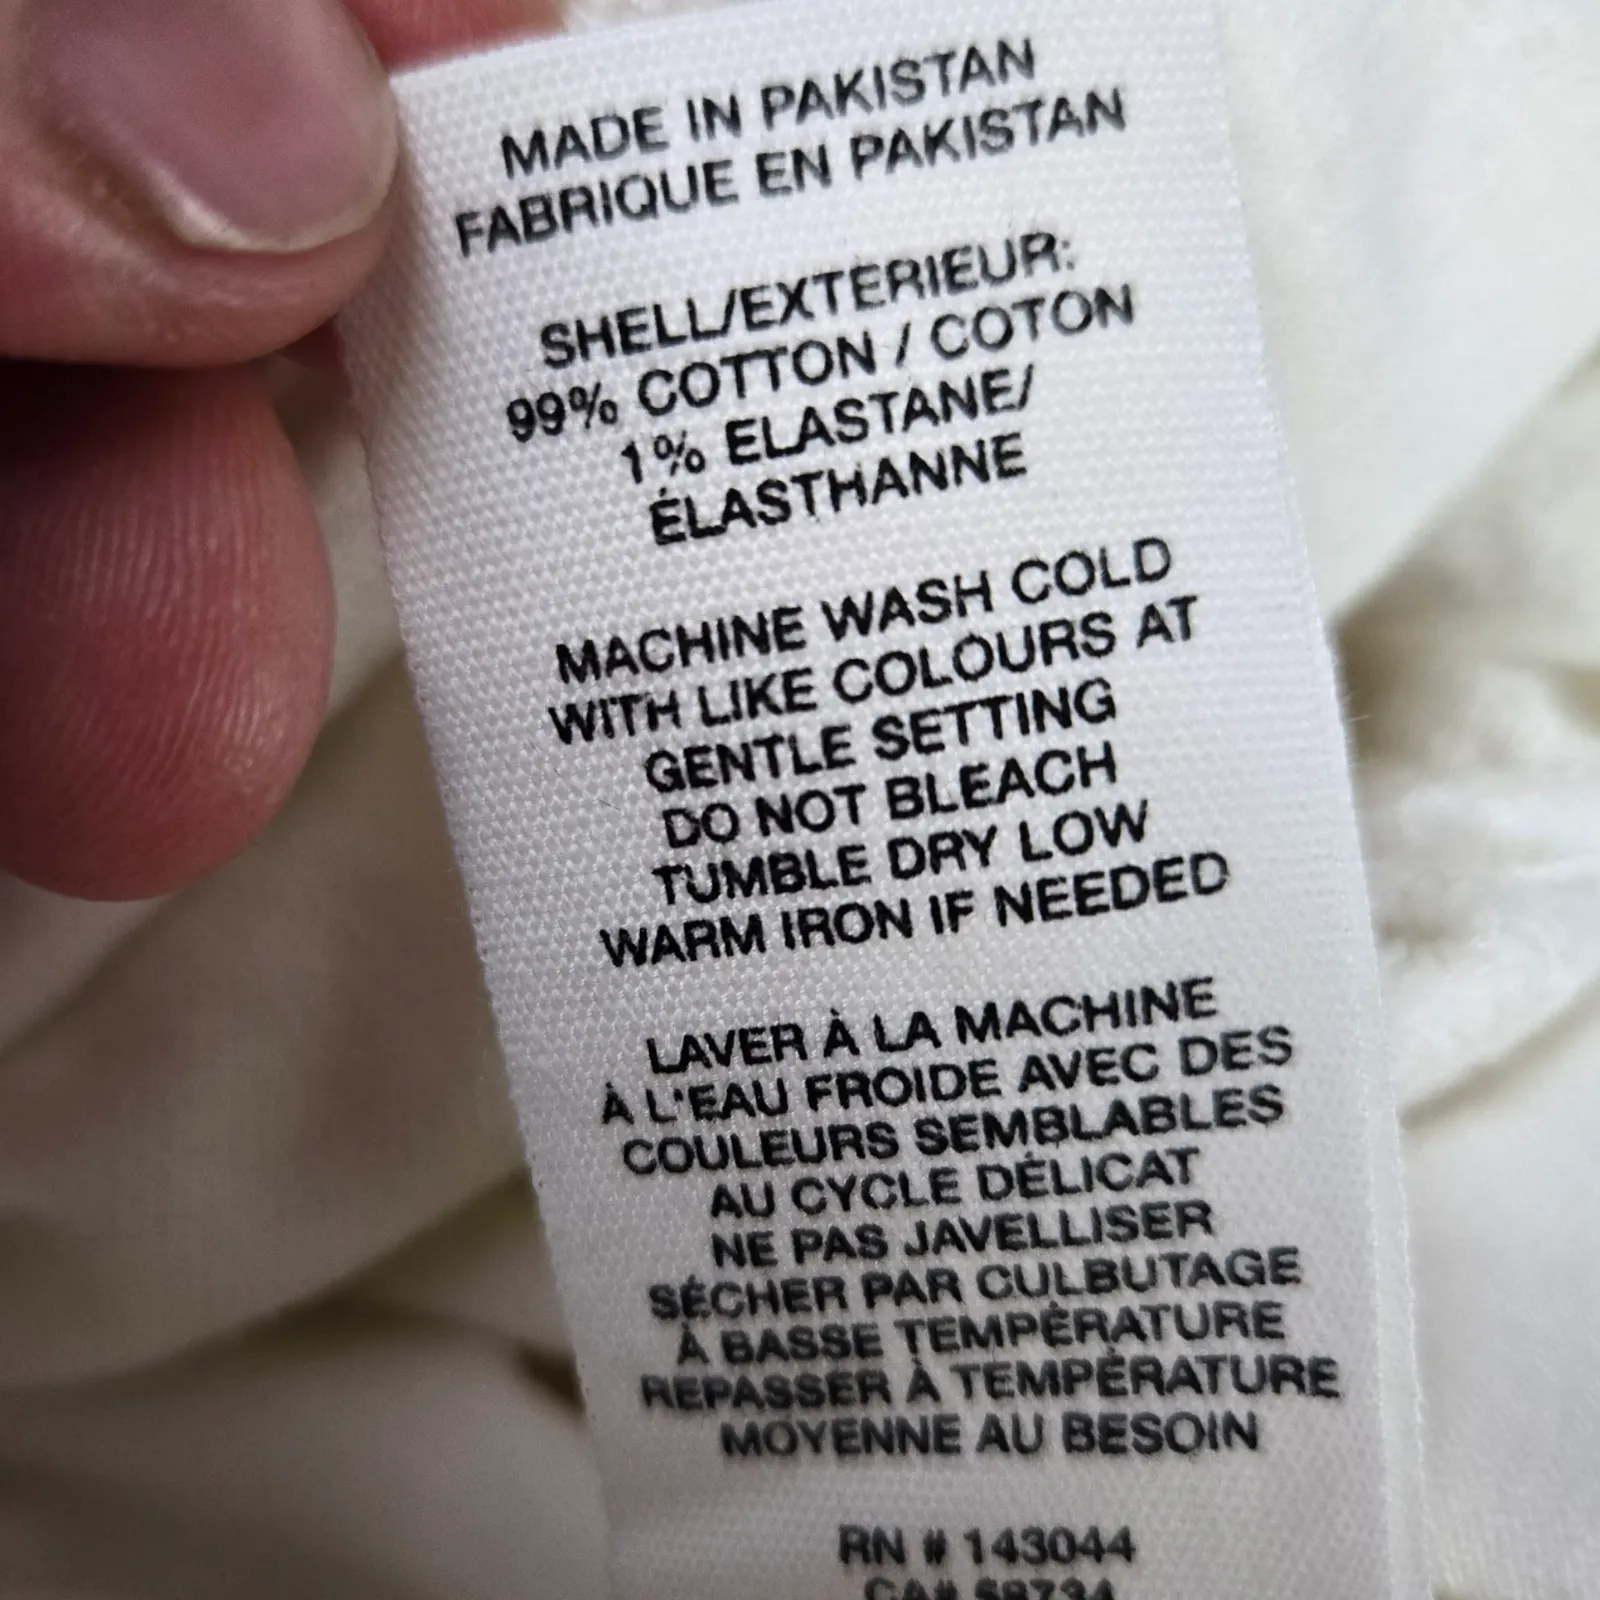 MADE IN PAKISTAN
FABRIQUE EN PAKISTAN
SHELL/EXTERIEUR:
99% COTTON / COTON
1% ELASTANE/
ÉLASTHANNE
MACHINE WASH COLD
WITH LIKE COLOURS AT
GENTLE SETTING
DO NOT BLEACH
TUMBLE DRY LOW
WARM IRON IF NEEDED
LAVER À LA MACHINE
À L'EAU FROIDE AVEC DES
COULEURS SEMBLABLES
AU CYCLE DÉLICAT
NE PAS JAVELLISER
SÉCHER PAR CULBUTAGE
À BASSE TEMPÉRATURE
REPASSER À TEMPÉRATURE
MOYENNE AU BESOIN
RN # 143044
CA# 59734